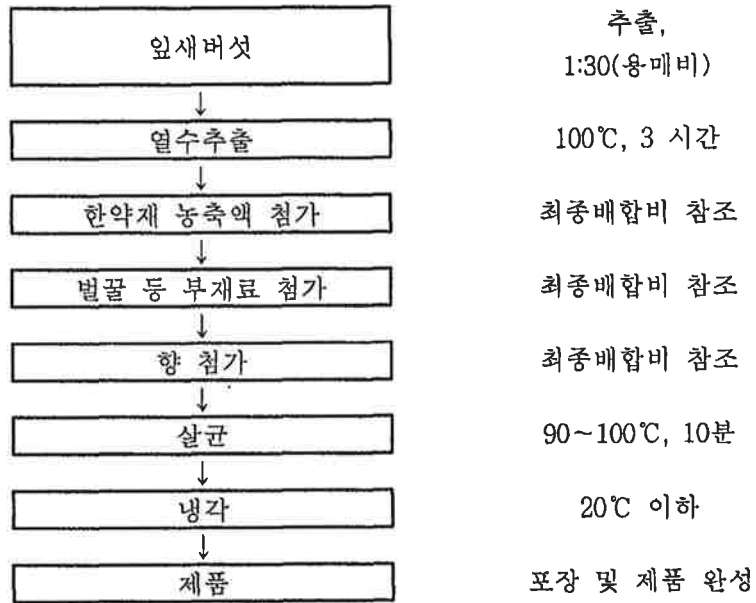 잎새버섯
추출,
1:30(용매비)
↓
열수추출
100℃, 3 시간
↓
한약재 농축액 첨가
최종배합비 참조
↓
벌꿀 등 부재료 첨가
최종배합비 참조
↓
향 첨가
최종배합비 참조
↓
살균
90~100℃, 10분
↓
냉각
20℃ 이하
↓
제품
포장 및 제품 완성